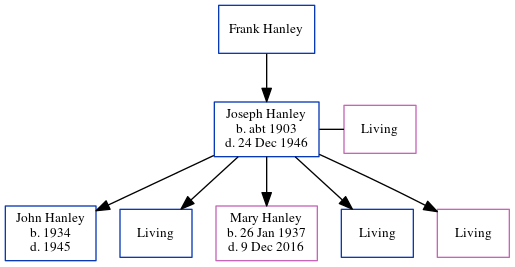 Frank Hanley
Joseph Hanley
b. abt 1903
d. 24 Dec 1946
Living
John Hanley
b. 1934
d. 1945
Living
Mary Hanley
b. 26 Jan 1937
d. 9 Dec 2016
Living
Living